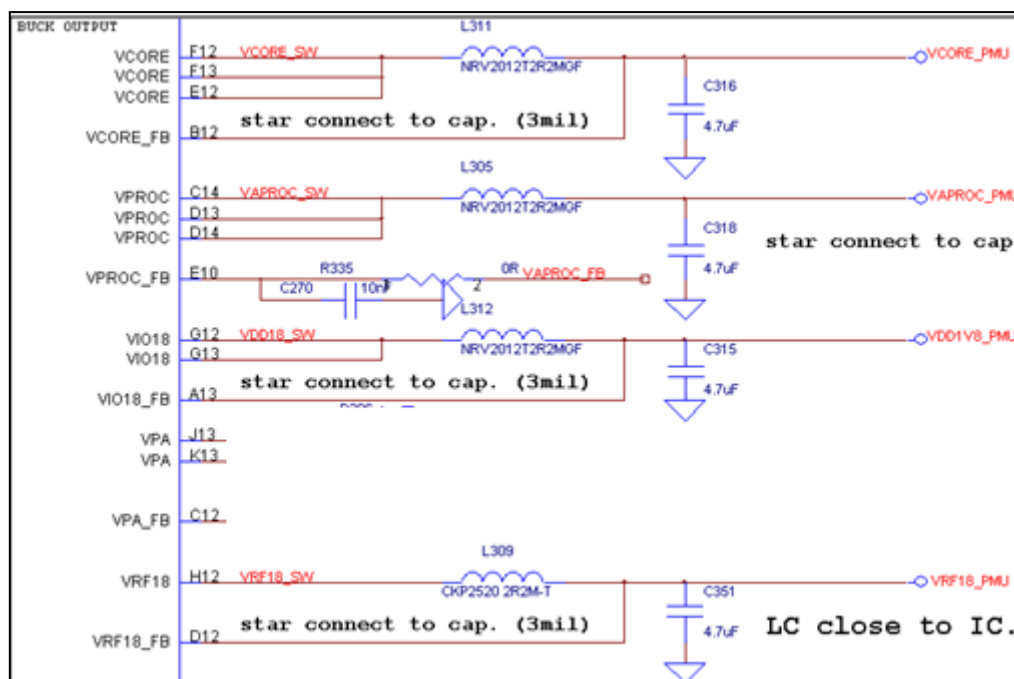 BUCK OUTPUT
L311
VCORE F12 VCORE_SW VCORE_PMU
VCORE F13 NRV2012T2R2MGF
VCORE E12 C316
star connect to cap. (3mil) 4.7uF
VCORE_FB B12
L305
VPROC C14 VAPROC_SW VAPROC_PMU
VPROC D13 NRV2012T2R2MGF
VPROC D14 C318
star connect to cap
4.7uF
VPROC_FB E10 R335 0R VAPROC_FB
C270 10nF 2
L312
VIO18 G12 VDD18_SW VDD1V8_PMU
VIO18 G13 NRV2012T2R2MGF C315
star connect to cap. (3mil) 4.7uF
VIO18_FB A13
VPA J13
VPA K13
VPA_FB C12
L309
VRF18 H12 VRF18_SW VRF18_PMU
CKP2520 2R2M-T C351
star connect to cap. (3mil) 4.7uF LC close to IC.
VRF18_FB D12